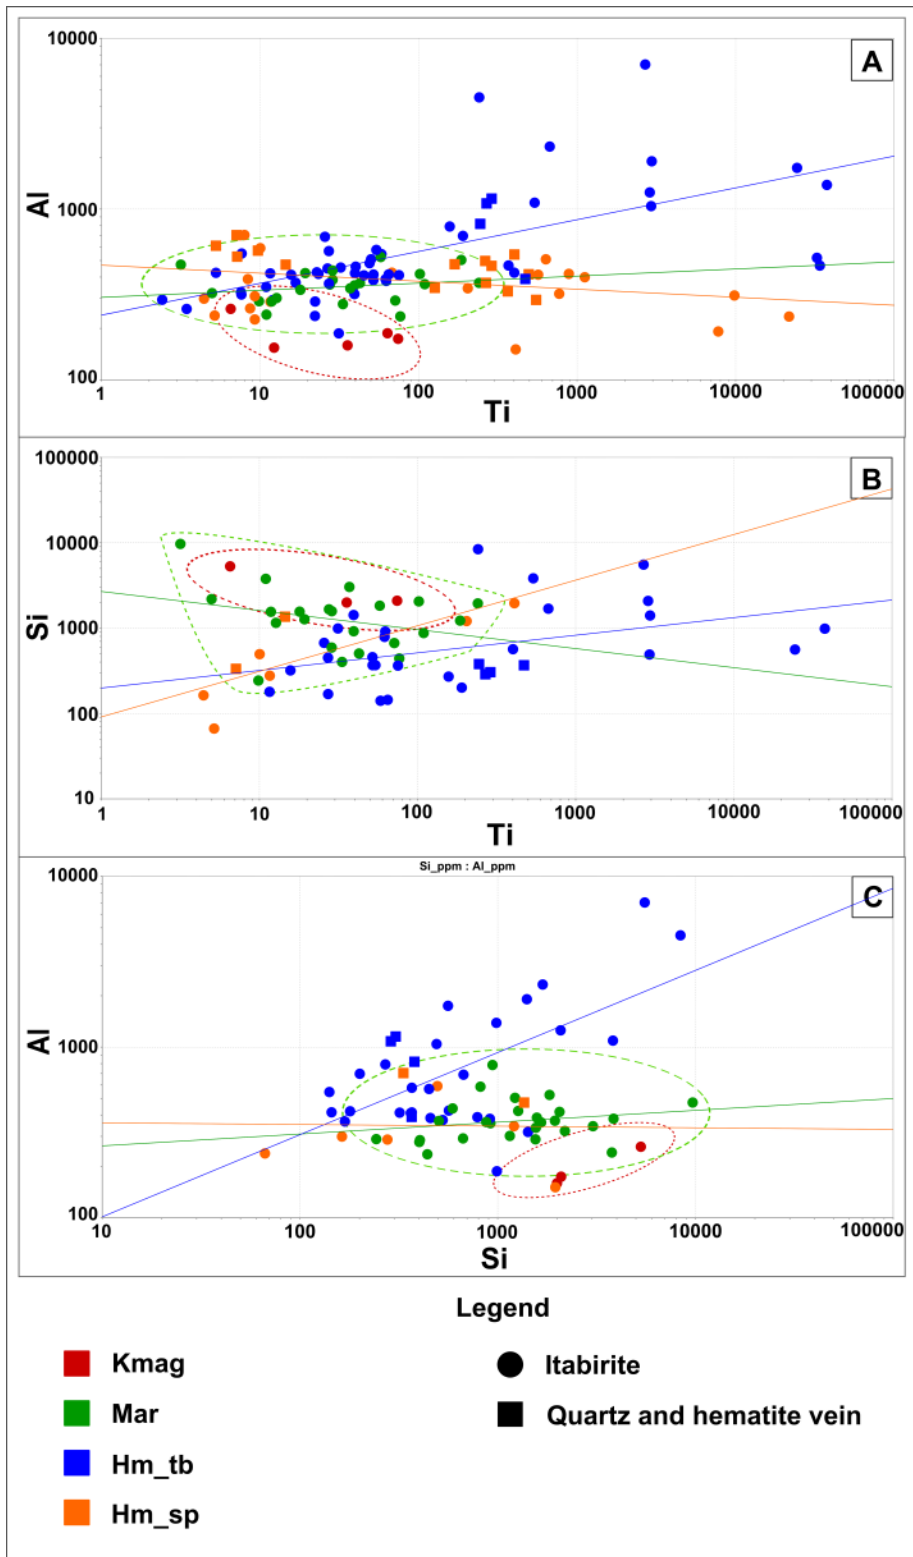 10000
A
Al
1000
100
1 10 100 1000 10000 100000
Ti
100000
B
10000
Si
1000
100
10
1 10 100 1000 10000 100000
Ti
Si_ppm : Al_ppm
10000
C
Al
1000
100
10 100 1000 10000 100000
Si
Legend
Kmag
Itabirite
Mar
Quartz and hematite vein
Hm_tb
Hm_sp